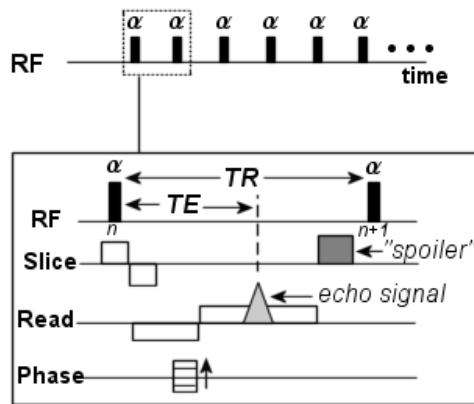 α α α α α α
RF • • •
time
α TR α
TE
RF n n+1
Slice "spoiler"
echo signal
Read
Phase